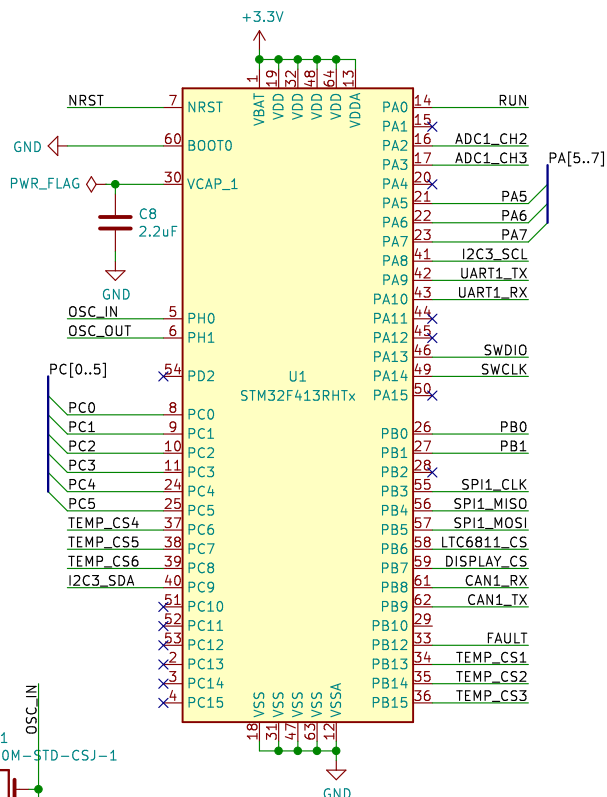 +3.3V
1 19 32 48 64 13
VBAT VDD VDD VDD VDD VDDA
NRST 7 NRST PA0 14 RUN
PA1 15
GND 60 BOOT0 PA2 16 ADC1_CH2
PA3 17 ADC1_CH3 PA[5..7]
PWR_FLAG 30 VCAP_1 PA4 20
PA5 21 PA5
C8 PA6 22 PA6
2.2uF PA7 23 PA7
PA8 41 I2C3_SCL
PA9 42 UART1_TX
GND PA10 43 UART1_RX
OSC_IN 5 PH0 PA11 44
OSC_OUT 6 PH1 PA12 45
PA13 46 SWDIO
PC[0..5] 54 PD2 U1 PA14 49 SWCLK
STM32F413RHTx PA15 50
PC0 8 PC0
PC1 9 PC1 PB0 26 PB0
PC2 10 PC2 PB1 27 PB1
PC3 11 PC3 PB2 28
PC4 24 PC4 PB3 55 SPI1_CLK
PC5 25 PC5 PB4 56 SPI1_MISO
TEMP_CS4 37 PC6 PB5 57 SPI1_MOSI
TEMP_CS5 38 PC7 PB6 58 LTC6811_CS
TEMP_CS6 39 PC8 PB7 59 DISPLAY_CS
I2C3_SDA 40 PC9 PB8 61 CAN1_RX
51 PC10 PB9 62 CAN1_TX
52 PC11 PB10 29
53 PC12 PB12 33 FAULT
2 PC13 PB13 34 TEMP_CS1
3 PC14 PB14 35 TEMP_CS2
4 PC15 PB15 36 TEMP_CS3
VSS VSS VSS VSS VSSA
18 31 47 63 12
OSC_IN
1
0M-STD-CSJ-1
GND